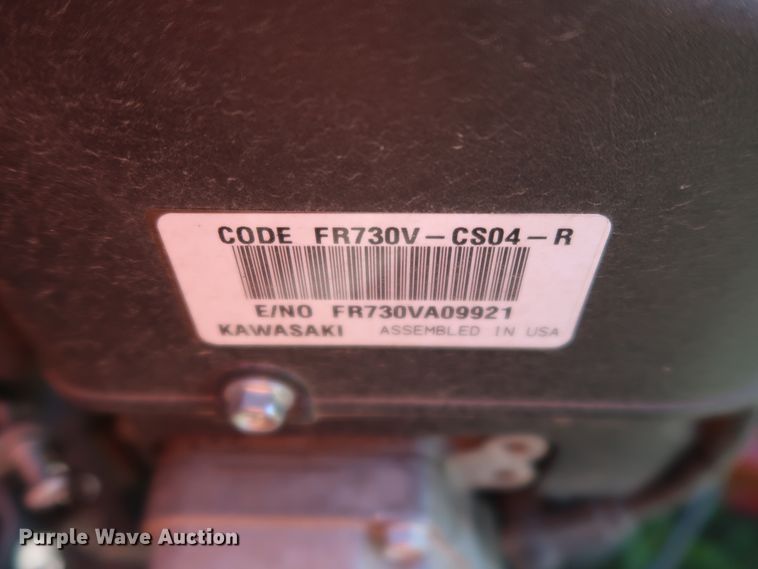 CODE FR730V-CS04-R
E/NO FR730VA09921
KAWASAKI ASSEMBLED IN USA
Purple Wave Auction